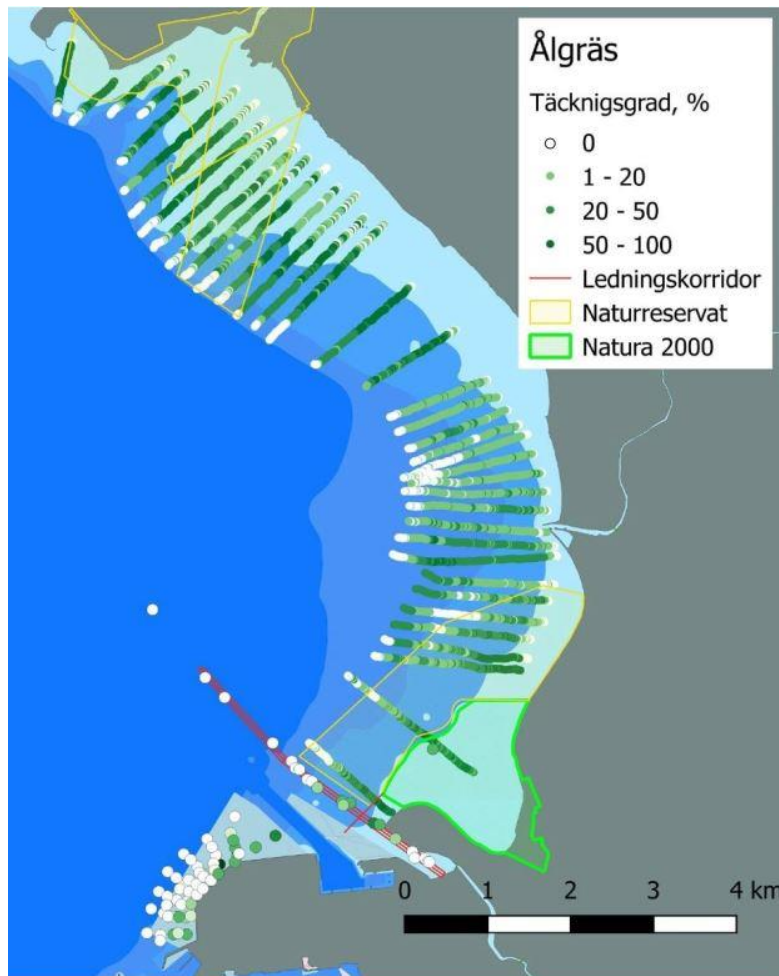 Ålgräs
Täcknigsgrad, %
0
1 - 20
20 - 50
50 - 100
Ledningskorridor
Naturreservat
Natura 2000
0 1 2 3 4 km